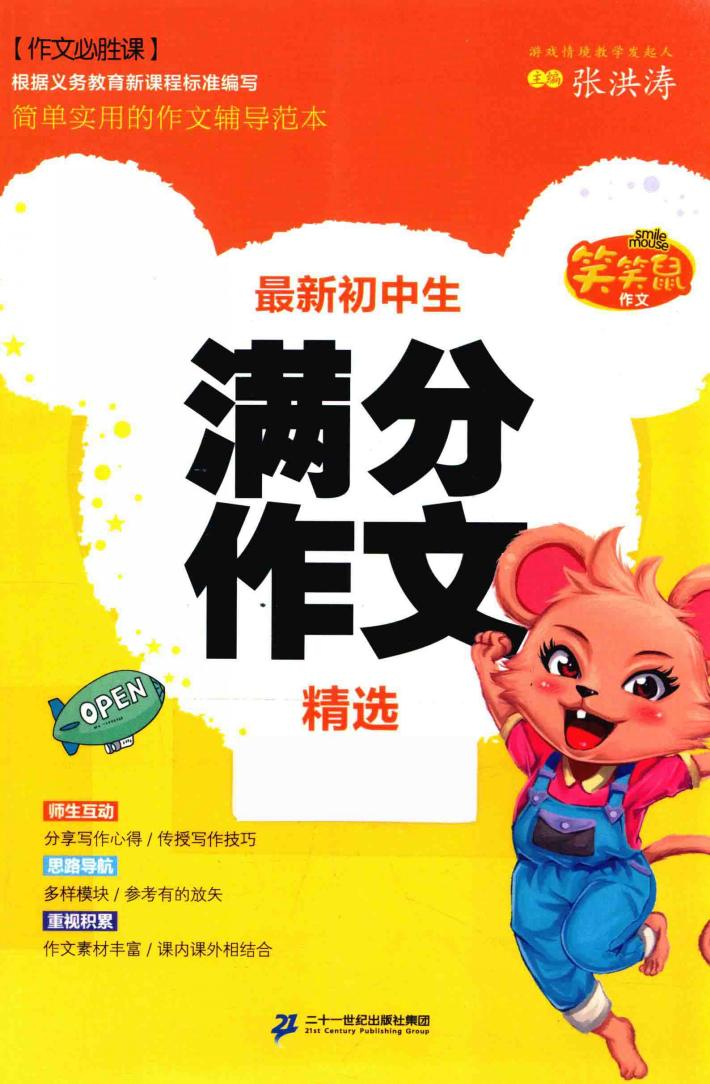 【作文必胜课】
根据义务教育新课程标准编写
简单实用的作文辅导范本
游戏情境教学发起人
主编 张洪涛
smile
mouse
笑笑鼠
作文
最新初中生
满分
作文
精选
OPEN
师生互动
分享写作心得 / 传授写作技巧
思路导航
多样模块 / 参考有的放矢
重视积累
作文素材丰富 / 课内课外相结合
21 二十一世纪出版社集团
21st Century Publishing Group